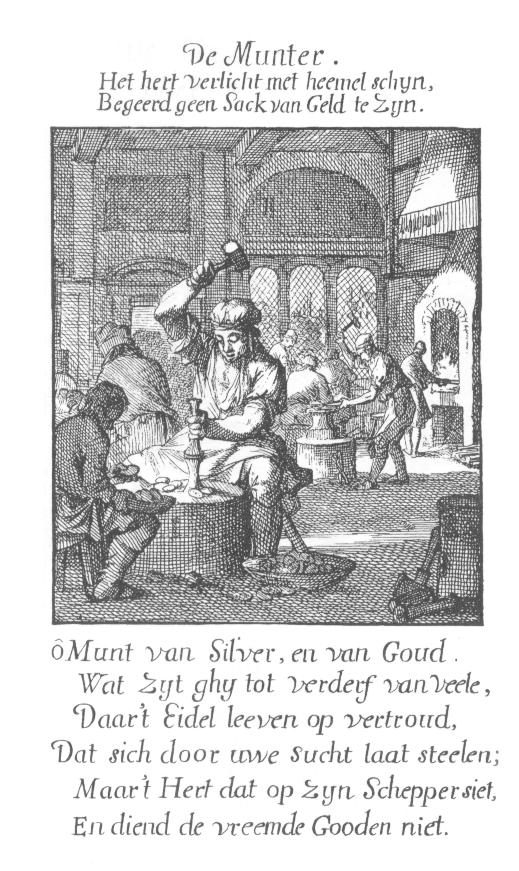 De Munter.
Het hert verlicht met heemel schyn,
Begeerd geen Sack van Geld te Zyn.
ô Munt van Silver, en van Goud.
Wat Zyt ghy tot verderf van veele,
Daar't Eidel leeven op vertroud,
Dat sich door uwe sucht laat steelen;
Maar't Hert dat op Zyn Schepper siet,
En diend de vreemde Gooden niet.